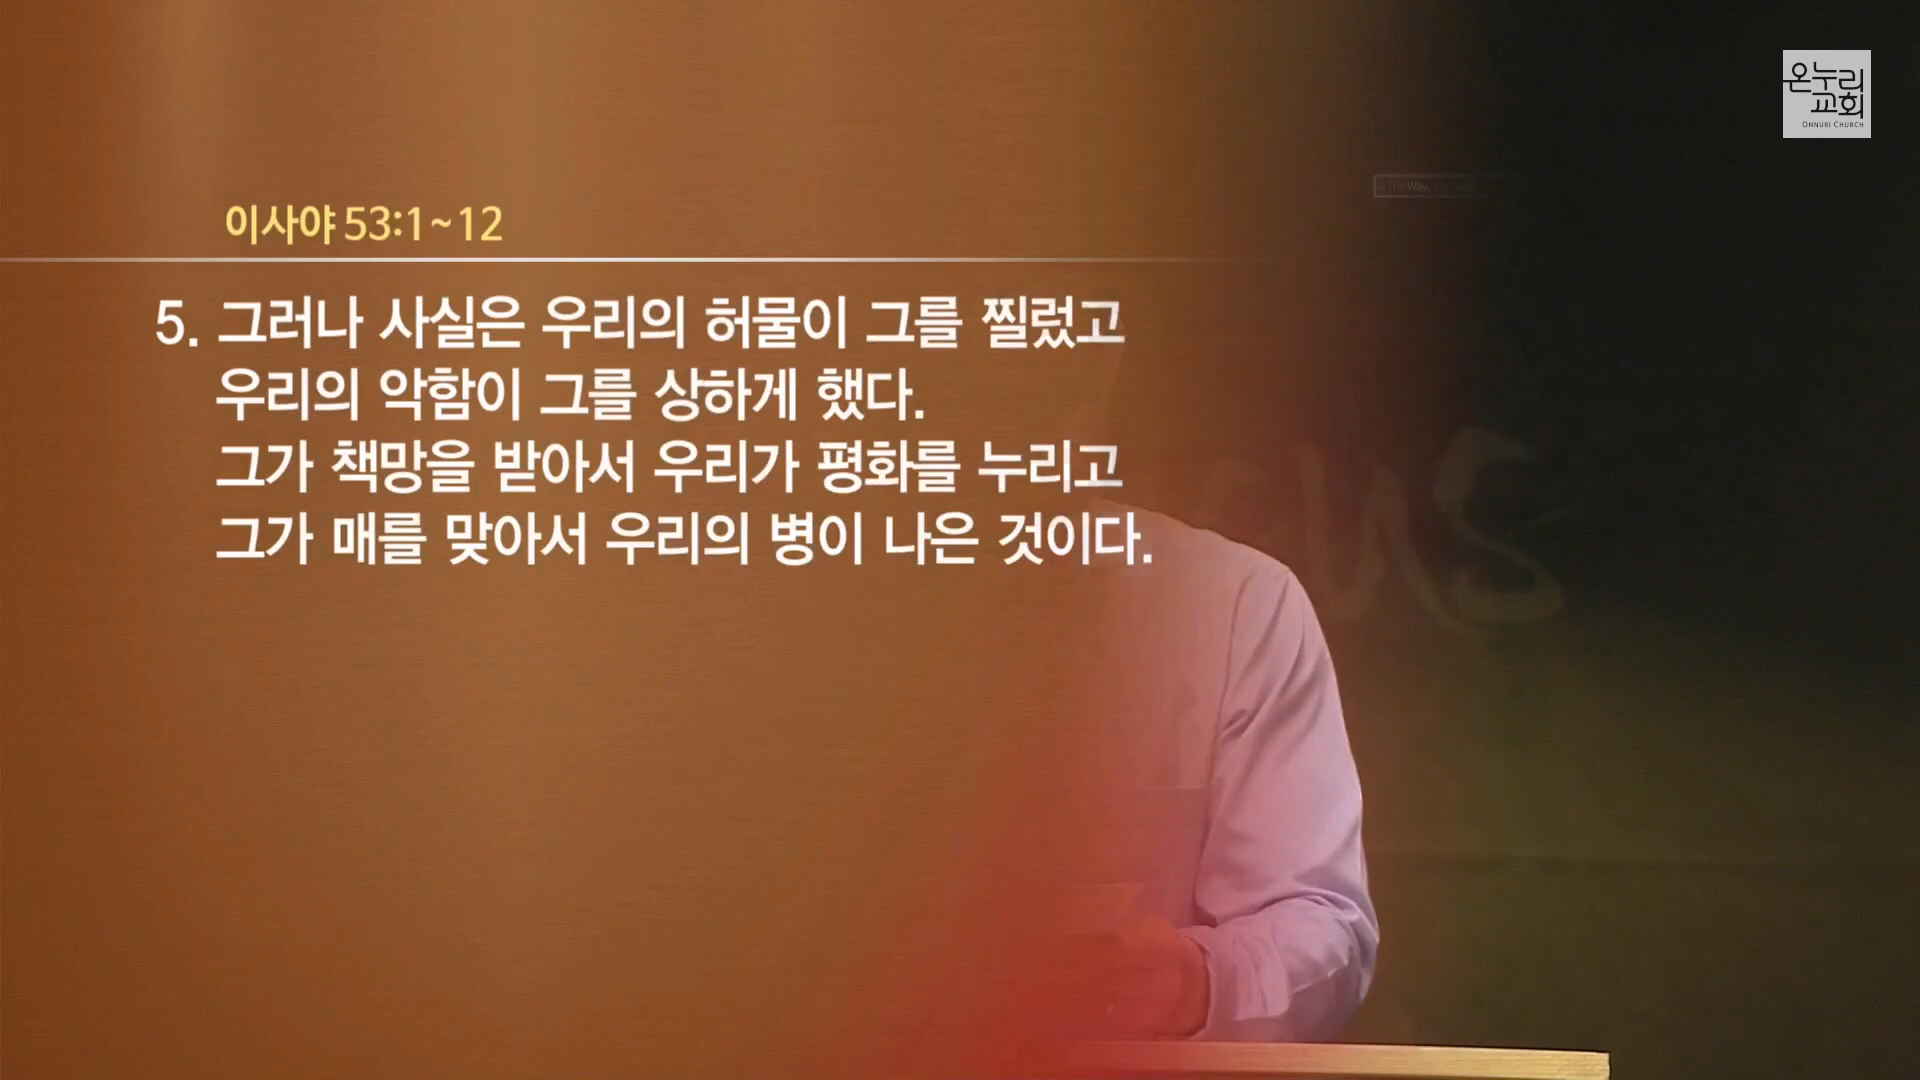 온누리
교회
ONNURI CHURCH
이사야 53:1~12
5. 그러나 사실은 우리의 허물이 그를 찔렀고
우리의 악함이 그를 상하게 했다.
그가 책망을 받아서 우리가 평화를 누리고
그가 매를 맞아서 우리의 병이 나은 것이다.